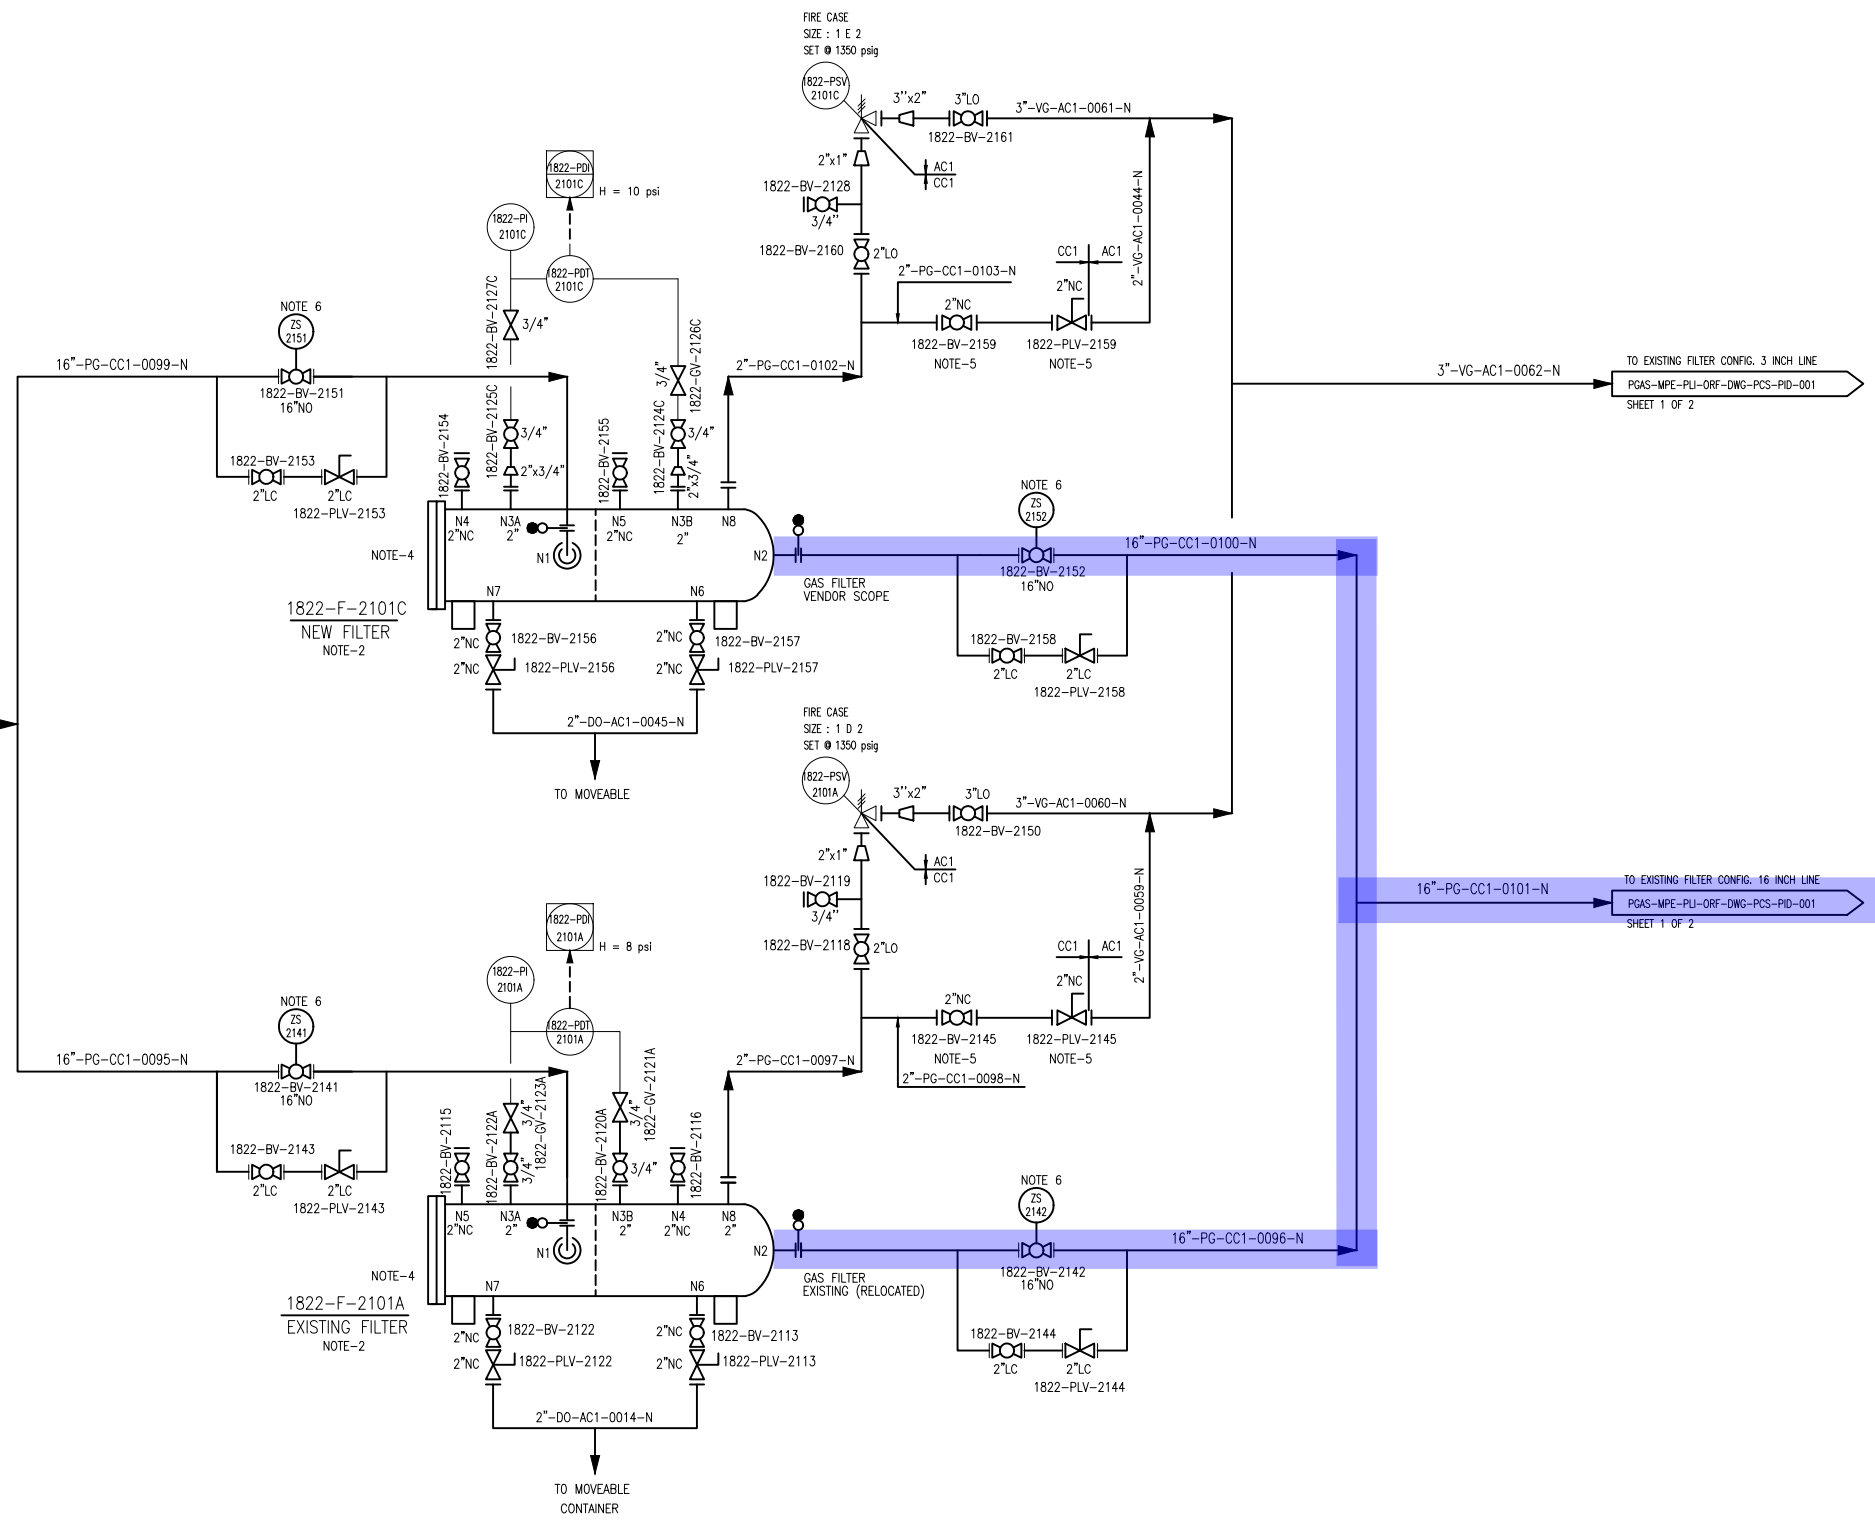 FIRE CASE
SIZE : 1 E 2
SET @ 1350 psig
1822-PSV
2101C
3''x2"
3"LO
3"-VG-AC1-0061-N
1822-BV-2161
2"x1"
AC1
CC1
1822-BV-2128
3/4''
1822-BV-2160
2"LO
2"-VG-AC1-0044-N
CC1
AC1
2"-PG-CC1-0103-N
2"NC
2"NC
1822-BV-2159
1822-PLV-2159
NOTE-5
NOTE-5
1822-PDI
2101C
H = 10 psi
1822-PI
2101C
1822-PDT
2101C
1822-BV-2127C
3/4"
1822-GV-2126C
3/4"
NOTE 6
ZS
2151
16"-PG-CC1-0099-N
1822-BV-2151
16"NO
1822-BV-2153
2"LC
2"LC
1822-PLV-2153
2"-PG-CC1-0102-N
3"-VG-AC1-0062-N
TO EXISTING FILTER CONFIG. 3 INCH LINE
PGAS-MPE-PLI-ORF-DWG-PCS-PID-001
SHEET 1 OF 2
1822-BV-2154
1822-BV-2125C
3/4"
2"x3/4"
1822-BV-2155
1822-BV-2124C
3/4"
2"x3/4"
N4
2"NC
N3A
2"
N5
2"NC
N3B
2"
N8
NOTE-4
N1
N2
N7
N6
GAS FILTER
VENDOR SCOPE
NOTE 6
ZS
2152
16"-PG-CC1-0100-N
1822-BV-2152
16"NO
1822-BV-2158
2"LC
2"LC
1822-PLV-2158
1822-F-2101C
NEW FILTER
NOTE-2
2"NC
1822-BV-2156
2"NC
1822-BV-2157
2"NC
1822-PLV-2156
2"NC
1822-PLV-2157
2"-DO-AC1-0045-N
TO MOVEABLE
FIRE CASE
SIZE : 1 D 2
SET @ 1350 psig
1822-PSV
2101A
3''x2"
3"LO
3"-VG-AC1-0060-N
1822-BV-2150
2"x1"
AC1
CC1
1822-BV-2119
3/4''
1822-BV-2118
2"LO
2"-VG-AC1-0059-N
CC1
AC1
2"NC
2"NC
1822-BV-2145
1822-PLV-2145
NOTE-5
NOTE-5
2"-PG-CC1-0098-N
2"-PG-CC1-0097-N
16"-PG-CC1-0101-N
TO EXISTING FILTER CONFIG. 16 INCH LINE
PGAS-MPE-PLI-ORF-DWG-PCS-PID-001
SHEET 1 OF 2
1822-PDI
2101A
H = 8 psi
1822-PI
2101A
1822-PDT
2101A
NOTE 6
ZS
2141
16"-PG-CC1-0095-N
1822-BV-2141
16"NO
1822-BV-2143
2"LC
2"LC
1822-PLV-2143
1822-BV-2115
1822-BV-2122A
3/4"
3/4"
1822-GV-2123A
1822-BV-2120A
3/4"
3/4"
1822-GV-2121A
1822-BV-2116
N5
2"NC
N3A
2"
N3B
2"
N4
2"NC
N8
2"
NOTE-4
N1
N2
N7
N6
GAS FILTER
EXISTING (RELOCATED)
NOTE 6
ZS
2142
16"-PG-CC1-0096-N
1822-BV-2142
16"NO
1822-BV-2144
2"LC
2"LC
1822-PLV-2144
1822-F-2101A
EXISTING FILTER
NOTE-2
2"NC
1822-BV-2122
2"NC
1822-BV-2113
2"NC
1822-PLV-2122
2"NC
1822-PLV-2113
2"-DO-AC1-0014-N
TO MOVEABLE
CONTAINER